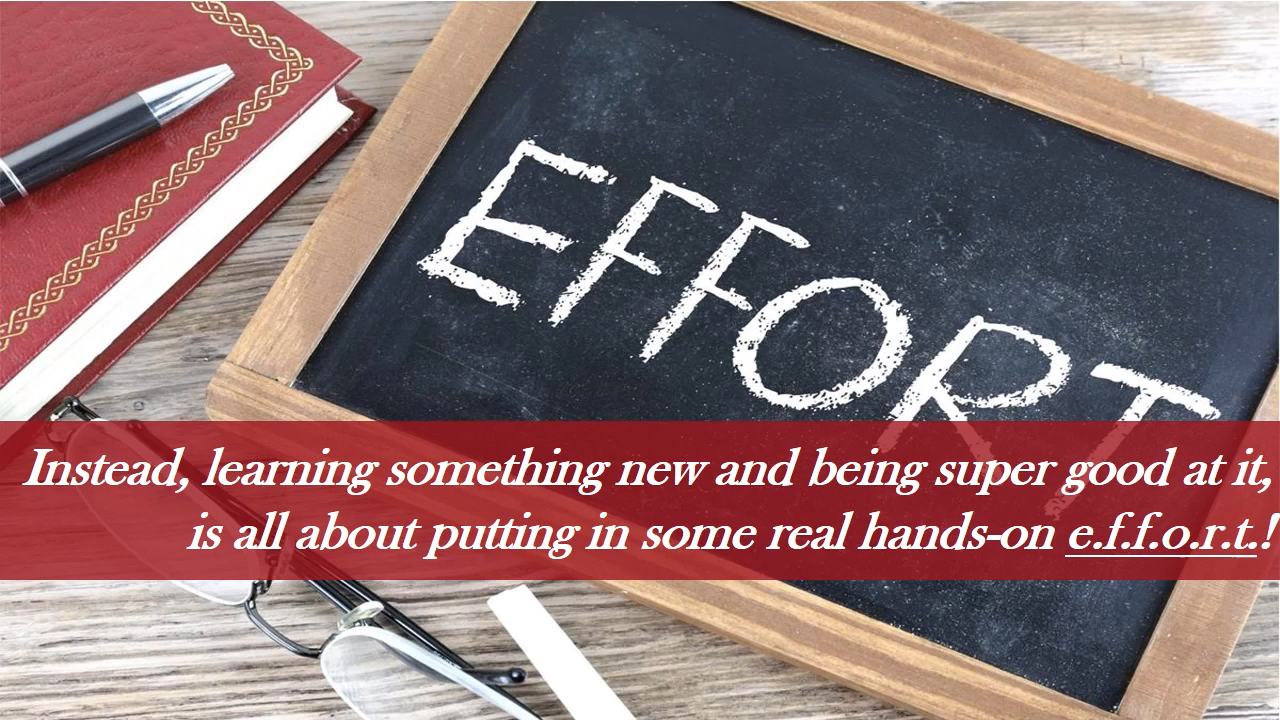 EFFORT
Instead, learning something new and being super good at it,
is all about putting in some real hands-on e.f.f.o.r.t.!